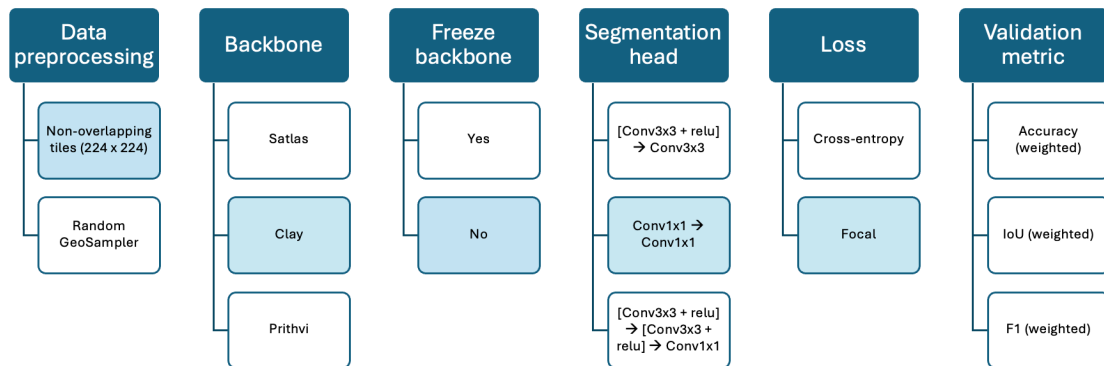 Data
preprocessing
Non-overlapping
tiles (224 x 224)
Random
GeoSampler
Backbone
Satlas
Clay
Prithvi
Freeze
backbone
Yes
No
Segmentation
head
[Conv3x3 + relu]
→ Conv3x3
Conv1x1 →
Conv1x1
[Conv3x3 + relu]
→ [Conv3x3 +
relu] → Conv1x1
Loss
Cross-entropy
Focal
Validation
metric
Accuracy
(weighted)
IoU (weighted)
F1 (weighted)